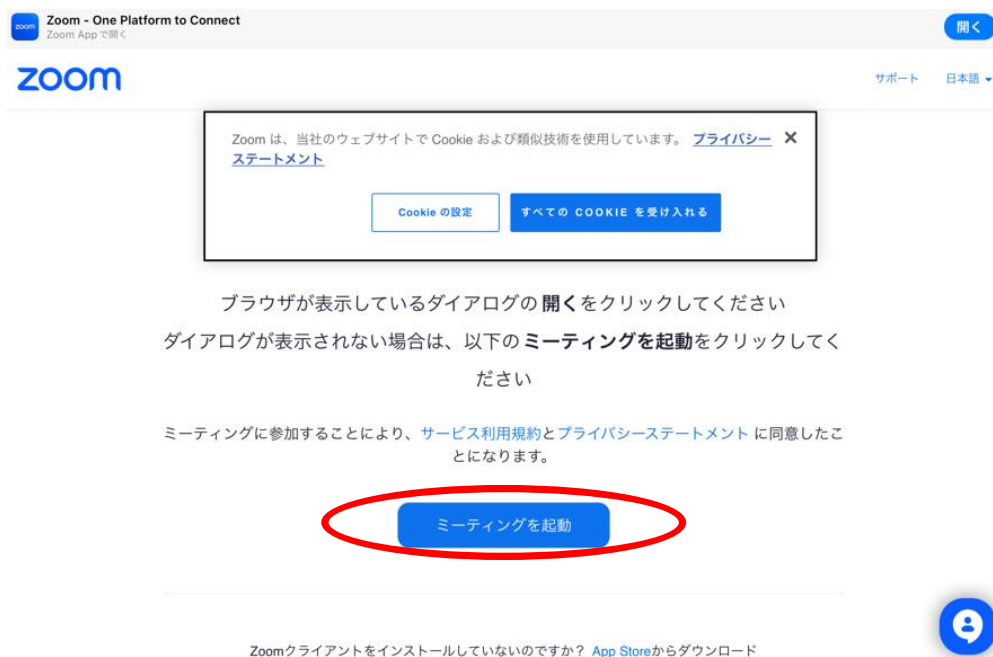 zoom
Zoom - One Platform to Connect
Zoom App で開く
開く
zoom
サポート 日本語
Zoom は、当社のウェブサイトで Cookie および類似技術を使用しています。 プライバシー
ステートメント
Cookie の設定 すべての COOKIE を受け入れる
ブラウザが表示しているダイアログの開くをクリックしてください
ダイアログが表示されない場合は、以下のミーティングを起動をクリックしてく
ださい
ミーティングに参加することにより、サービス利用規約とプライバシーステートメント に同意したこ
とになります。
ミーティングを起動
Zoomクライアントをインストールしていないのですか？ App Storeからダウンロード